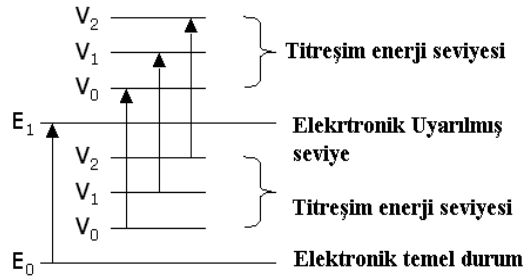 V2
V1
V0
Titreşim enerji seviyesi
E1
Elekrtronik Uyarılmış
seviye
V2
V1
V0
Titreşim enerji seviyesi
E0
Elektronik temel durum